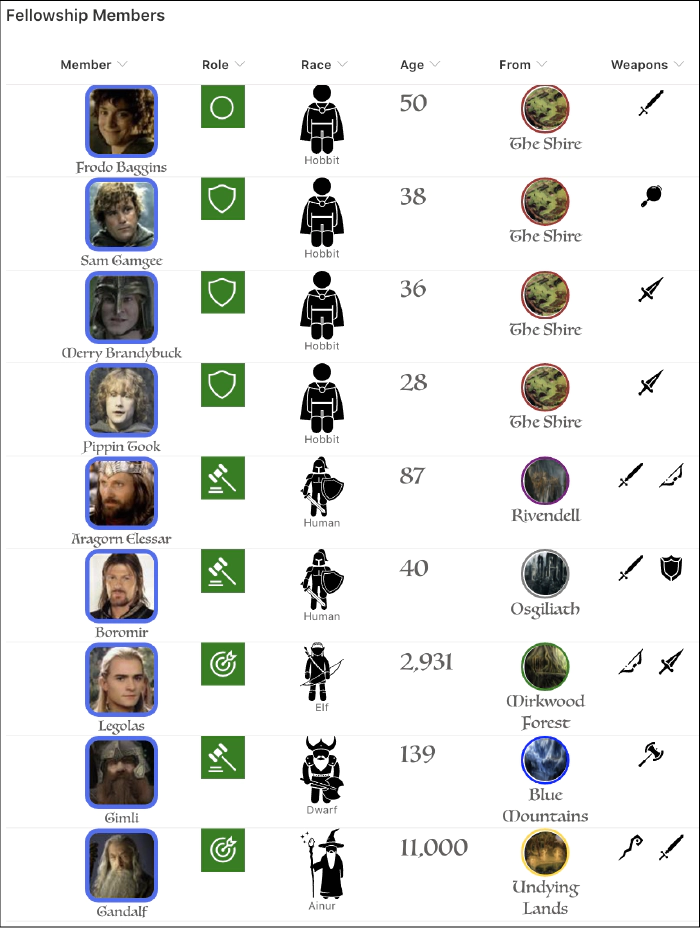 Fellowship Members
Member Role Race Age From Weapons
Frodo Baggins Hobbit 50 The Shire
Sam Gamgee Hobbit 38 The Shire
Merry Brandybuck Hobbit 36 The Shire
Pippin Took Hobbit 28 The Shire
Aragorn Elessar Human 87 Rivendell
Boromir Human 40 Osgiliath
Legolas Elf 2,931 Mirkwood
Forest
Gimli Dwarf 139 Blue
Mountains
Gandalf Ainur 11,000 Undying
Lands